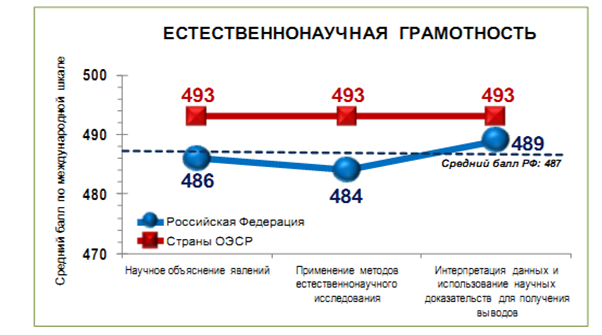 ЕСТЕСТВЕННОНАУЧНАЯ ГРАМОТНОСТЬ
Средний балл по международной шкале
500
490
480
470
493
493
493
486
484
489
Средний балл РФ: 487
Российская Федерация
Страны ОЭСР
Научное объяснение явлений
Применение методов
естественнонаучного
исследования
Интерпретация данных и
использование научных
доказательств для получения
выводов